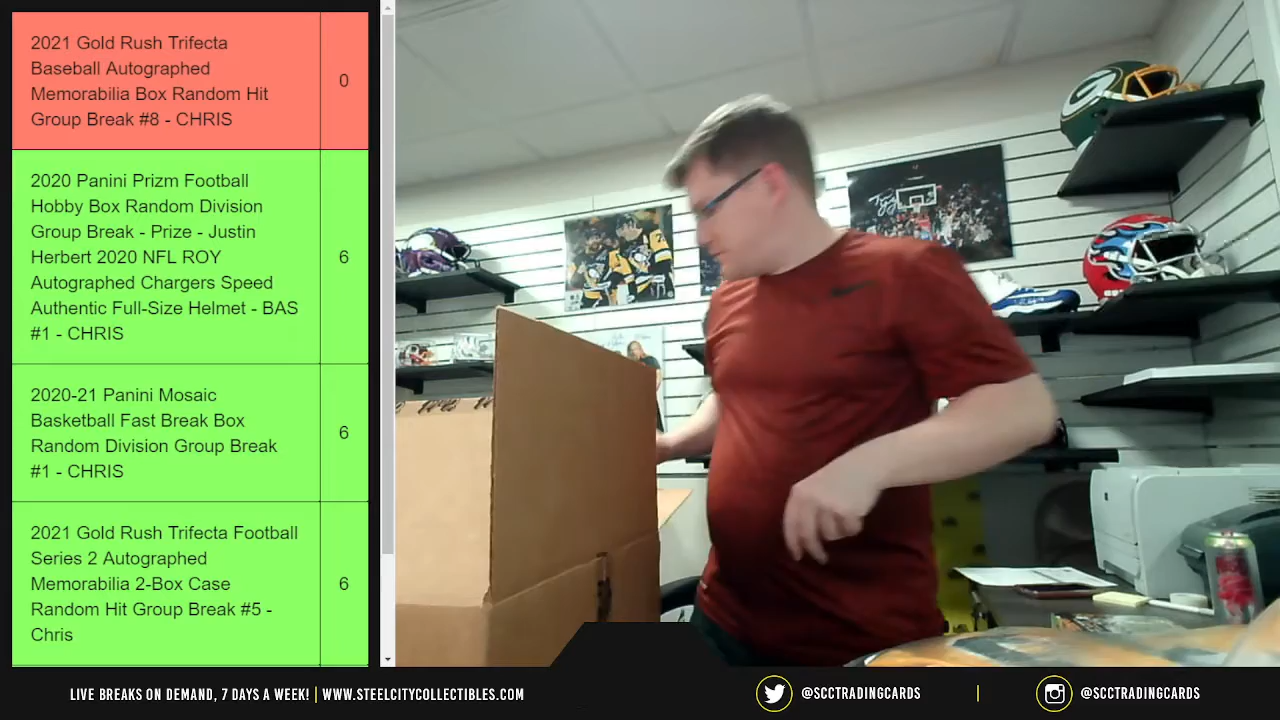 2021 Gold Rush Trifecta
Baseball Autographed
Memorabilia Box Random Hit
Group Break #8 - CHRIS
0
2020 Panini Prizm Football
Hobby Box Random Division
Group Break - Prize - Justin
Herbert 2020 NFL ROY
Autographed Chargers Speed
Authentic Full-Size Helmet - BAS
#1 - CHRIS
6
2020-21 Panini Mosaic
Basketball Fast Break Box
Random Division Group Break
#1 - CHRIS
6
2021 Gold Rush Trifecta Football
Series 2 Autographed
Memorabilia 2-Box Case
Random Hit Group Break #5 -
Chris
6
LIVE BREAKS ON DEMAND, 7 DAYS A WEEK! | WWW.STEELCITYCOLLECTIBLES.COM
@SCCTRADINGCARDS | @SCCTRADINGCARDS